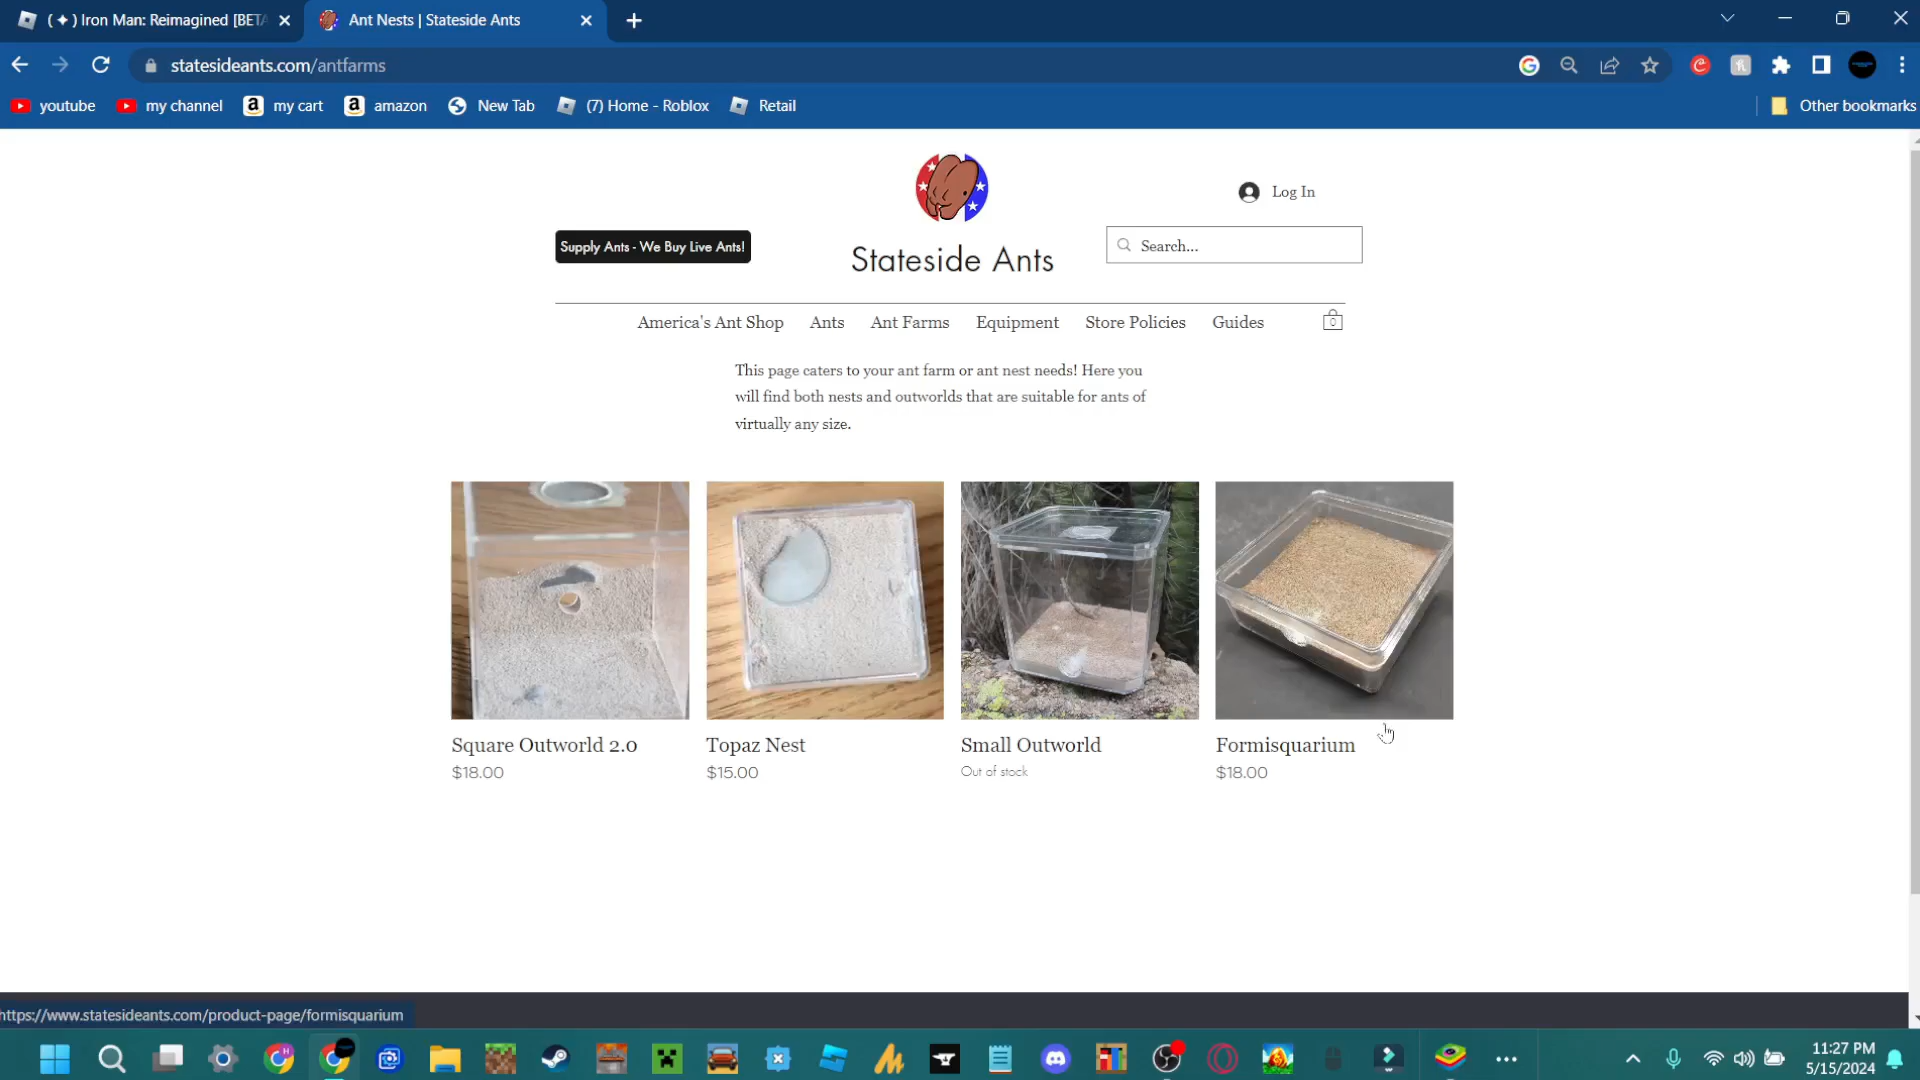 ( ✦ ) Iron Man: Reimagined [BETA
Ant Nests | Stateside Ants
statesideants.com/antfarms
youtube
my channel
my cart
amazon
New Tab
(7) Home - Roblox
Retail
Other bookmarks
Log In
Supply Ants - We Buy Live Ants!
Stateside Ants
Search...
America's Ant Shop
Ants
Ant Farms
Equipment
Store Policies
Guides
0
This page caters to your ant farm or ant nest needs! Here you
will find both nests and outworlds that are suitable for ants of
virtually any size.
Square Outworld 2.0
$18.00
Topaz Nest
$15.00
Small Outworld
Out of stock
Formisquarium
$18.00
https://www.statesideants.com/product-page/formisquarium
11:27 PM
5/15/2024